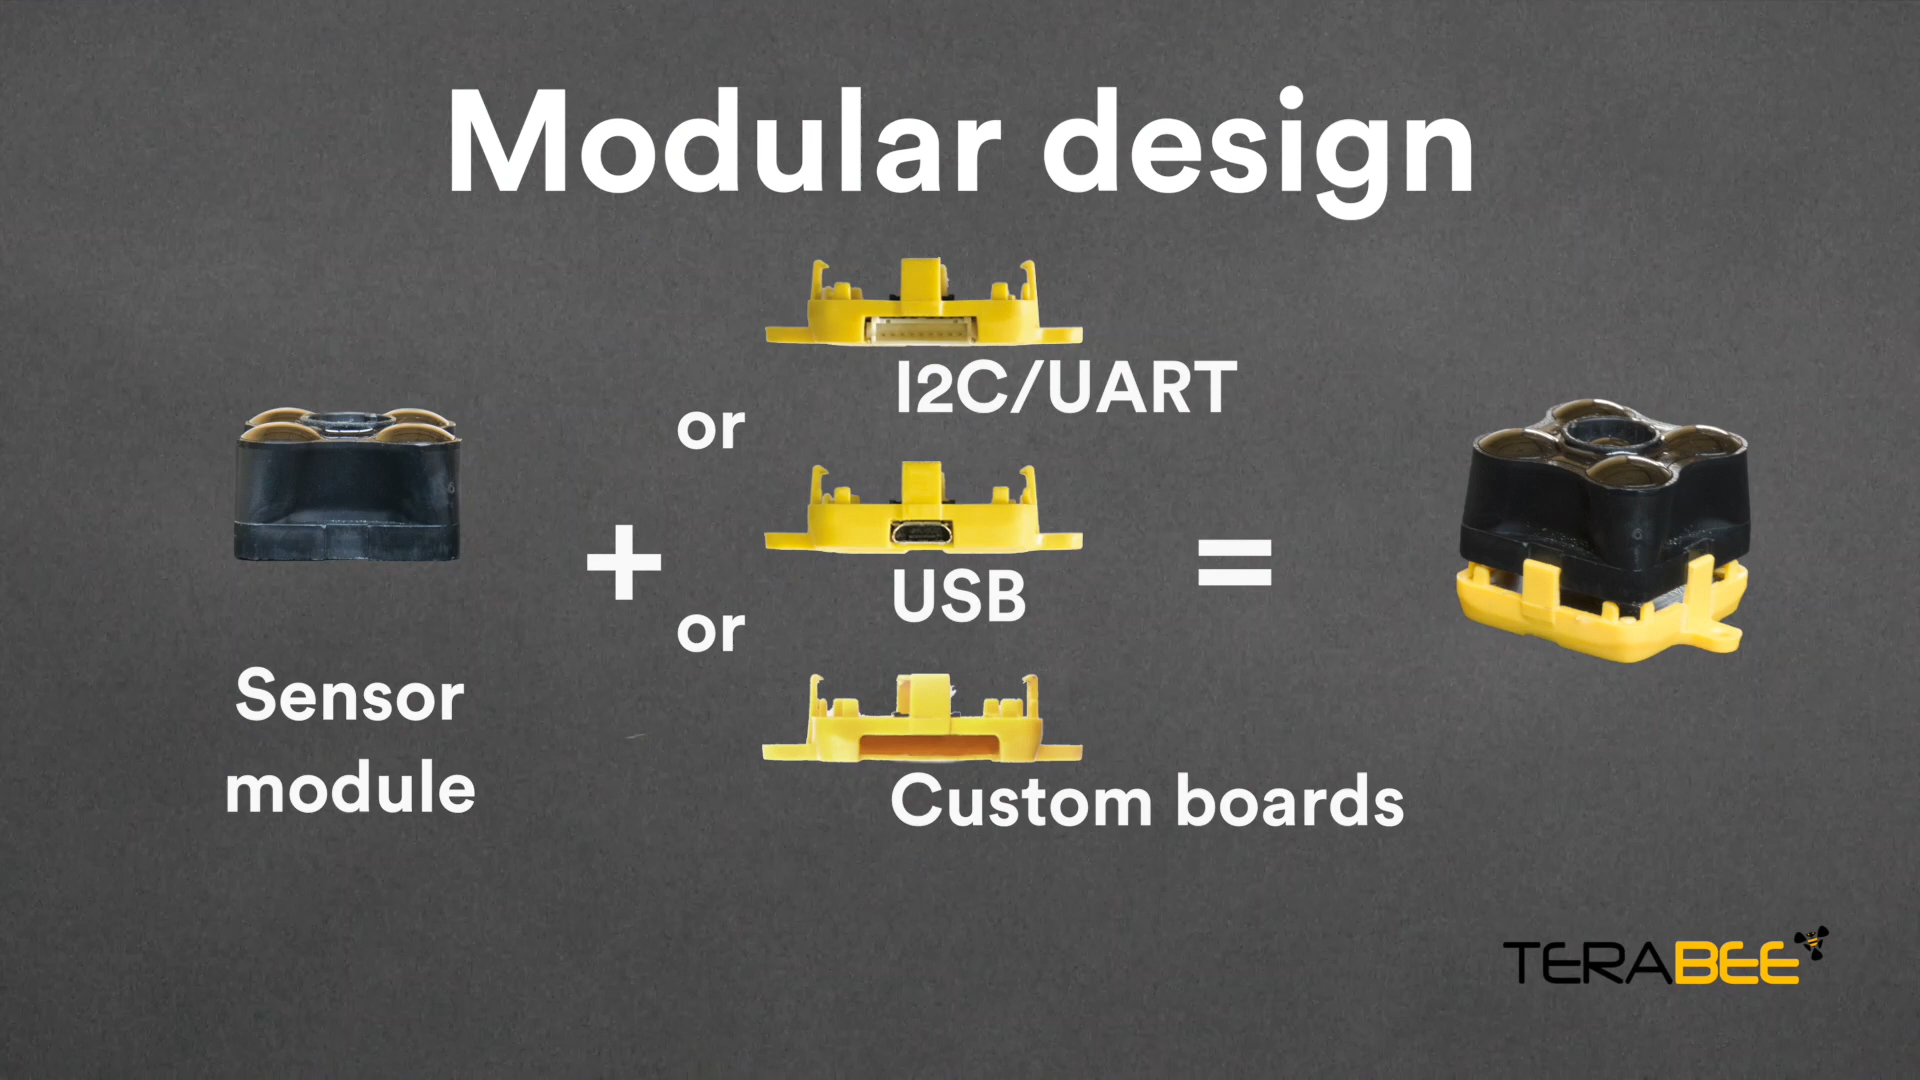 Modular design
I2C/UART
or
+
USB
=
or
Sensor
module
Custom boards
TERABEE